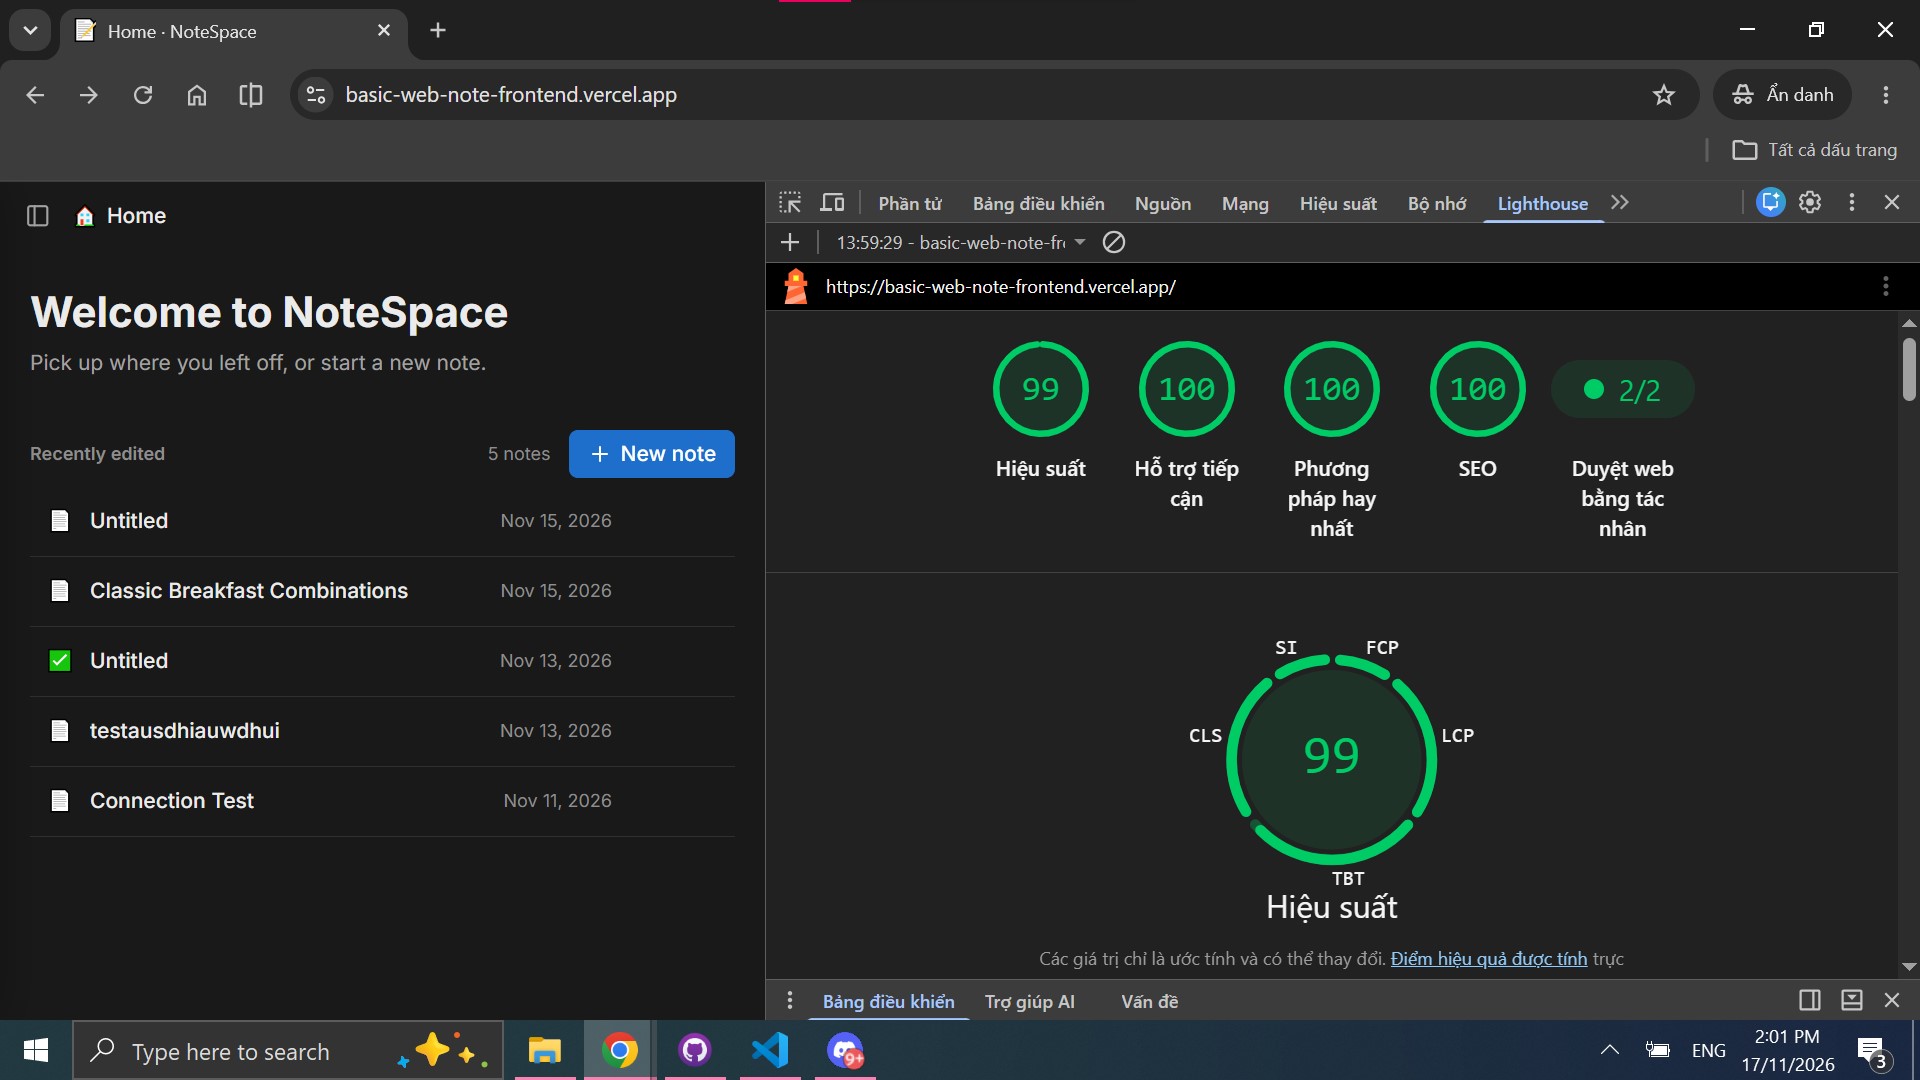 Home · NoteSpace
basic-web-note-frontend.vercel.app
Ẩn danh
Tất cả dấu trang
Home
Welcome to NoteSpace
Pick up where you left off, or start a new note.
Recently edited
5 notes
New note
Untitled
Nov 15, 2026
Classic Breakfast Combinations
Nov 15, 2026
Untitled
Nov 13, 2026
testausdhiauwdhui
Nov 13, 2026
Connection Test
Nov 11, 2026
Phần tử
Bảng điều khiển
Nguồn
Mạng
Hiệu suất
Bộ nhớ
Lighthouse
13:59:29 - basic-web-note-fr
https://basic-web-note-frontend.vercel.app/
99
100
100
100
2/2
Hiệu suất
Hỗ trợ tiếp
cận
Phương
pháp hay
nhất
SEO
Duyệt web
bằng tác
nhân
SI
FCP
CLS
LCP
99
TBT
Hiệu suất
Các giá trị chỉ là ước tính và có thể thay đổi. Điểm hiệu quả được tính trực
Bảng điều khiển
Trợ giúp AI
Vấn đề
Type here to search
9+
ENG
2:01 PM
17/11/2026
3